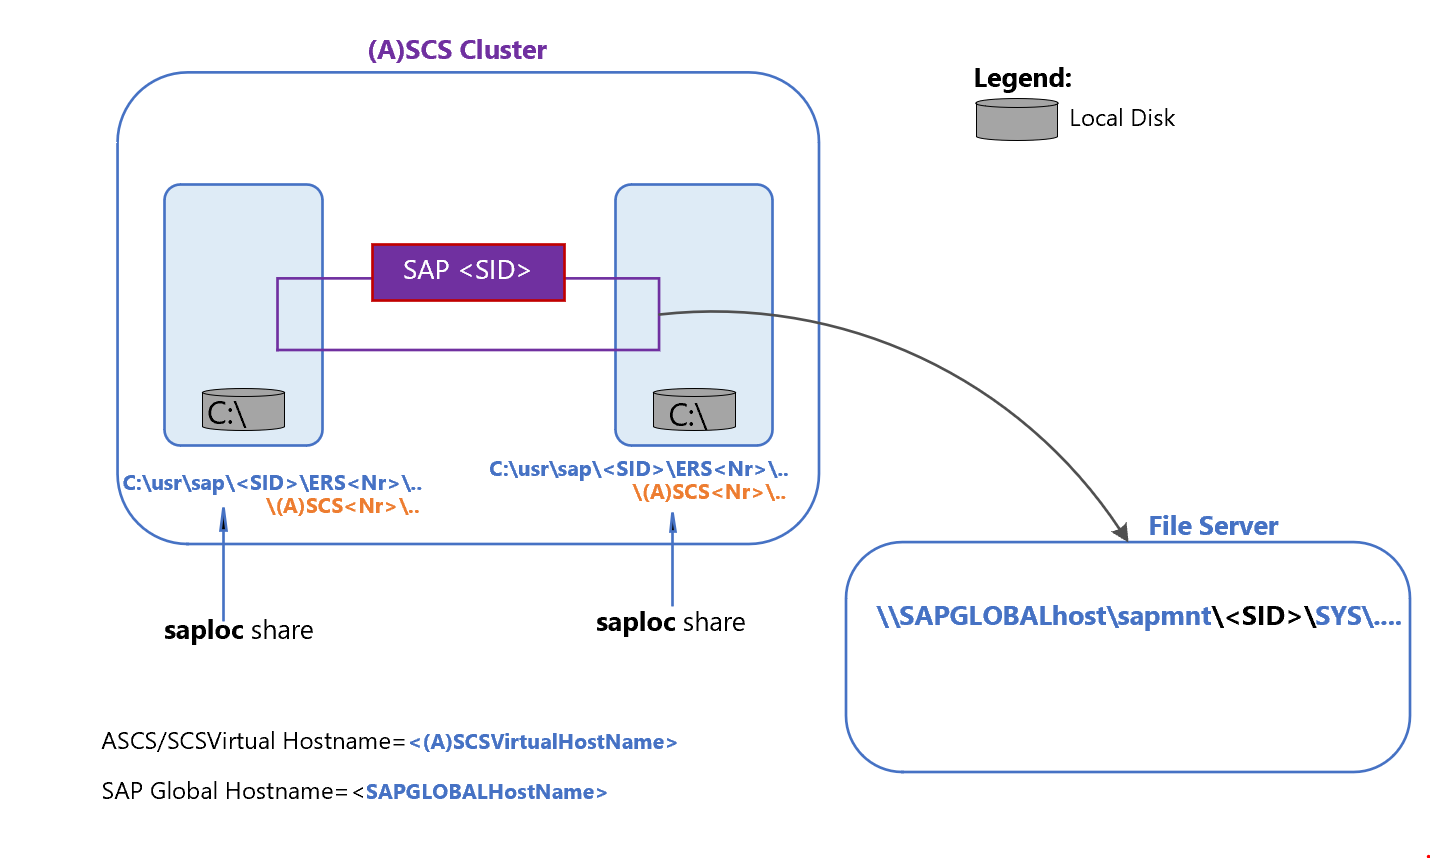 (A)SCS Cluster
Legend:
Local Disk
SAP <SID>
C:\
C:\
C:\usr\sap\<SID>\ERS<Nr>\..
\(A)SCS<Nr>\..
C:\usr\sap\<SID>\ERS<Nr>\..
\(A)SCS<Nr>\..
saploc share
saploc share
File Server
\\SAPGLOBALhost\sapmnt\<SID>\SYS\....
ASCS/SCSVirtual Hostname=<(A)SCSVirtualHostName>
SAP Global Hostname=<SAPGLOBALHostName>